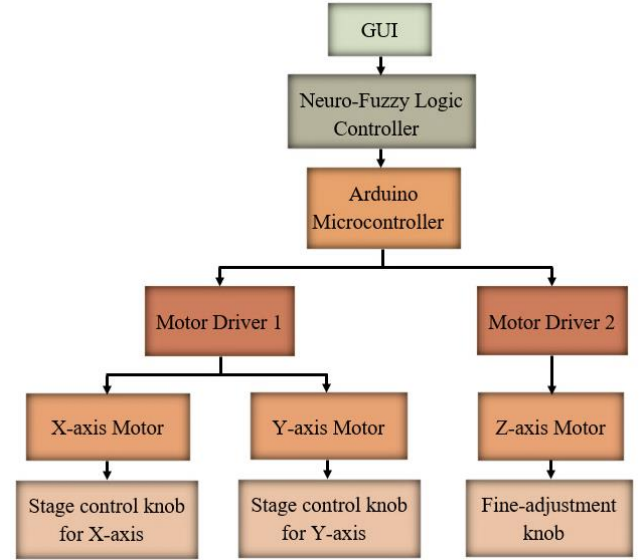 GUI
Neuro-Fuzzy Logic
Controller
Arduino
Microcontroller
Motor Driver 1
Motor Driver 2
X-axis Motor
Y-axis Motor
Z-axis Motor
Stage control knob
for X-axis
Stage control knob
for Y-axis
Fine-adjustment
knob